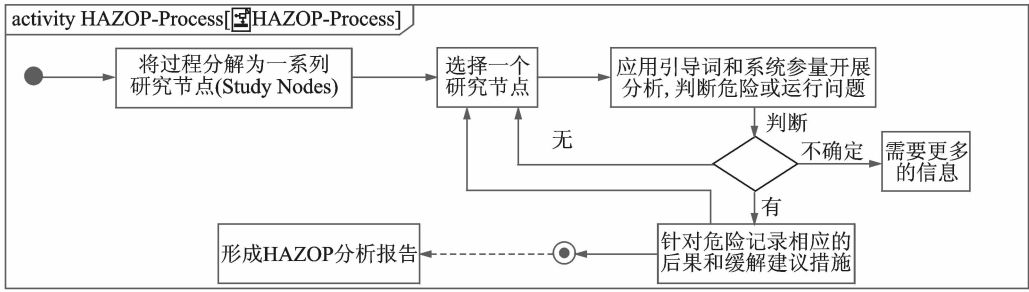 activity HAZOP-Process[HAZOP-Process]
将过程分解为一系列
研究节点(Study Nodes)
选择一个
研究节点
应用引导词和系统参量开展
分析,判断危险或运行问题
判断
无
不确定
需要更多
的信息
有
针对危险记录相应的
后果和缓解建议措施
形成HAZOP分析报告